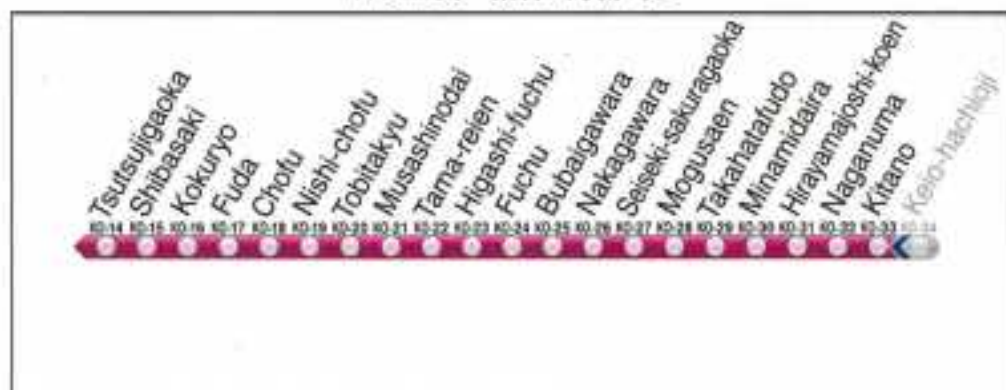 Tsutsujigaoka
Shibasaki
Kokuryo
Fuda
Chofu
Nishi-chofu
Tobitakyu
Musashinodai
Tama-reien
Higashi-fuchu
Fuchu
Bubaigawara
Nakagawara
Seiseki-sakuragaoka
Mogusaen
Takahatafudo
Minamidaira
Hirayamajoshi-koen
Naganuma
Kitano
Keio-hachioji
KO-14 KO-15 KO-16 KO-17 KO-18 KO-19 KO-20 KO-21 KO-22 KO-23 KO-24 KO-25 KO-26 KO-27 KO-28 KO-29 KO-30 KO-31 KO-32 KO-33 KO-34